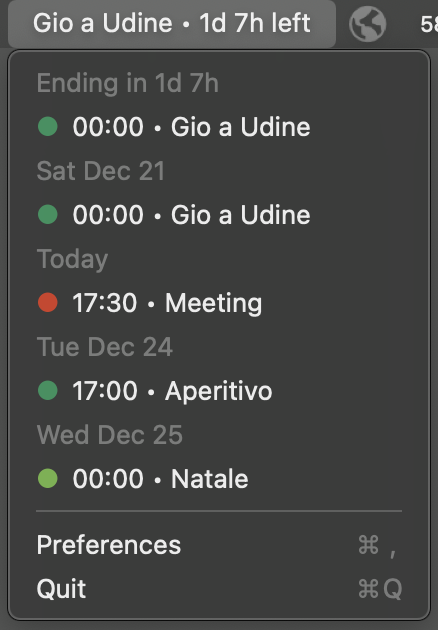 Gio a Udine • 1d 7h left
58
Ending in 1d 7h
00:00 • Gio a Udine
Sat Dec 21
00:00 • Gio a Udine
Today
17:30 • Meeting
Tue Dec 24
17:00 • Aperitivo
Wed Dec 25
00:00 • Natale
Preferences ⌘ ,
Quit ⌘Q